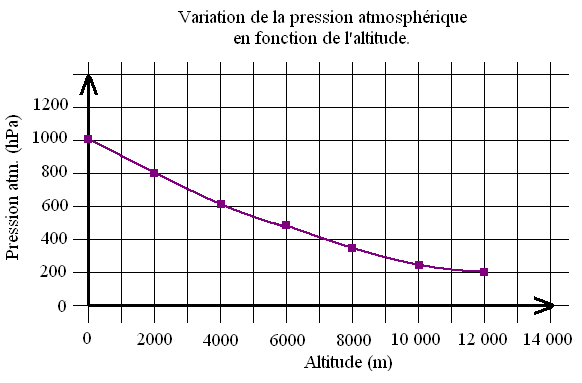 Variation de la pression atmosphérique
en fonction de l'altitude.
Pression atm. (hPa)
1200
1000
800
600
400
200
0
0 2000 4000 6000 8000 10 000 12 000 14 000
Altitude (m)